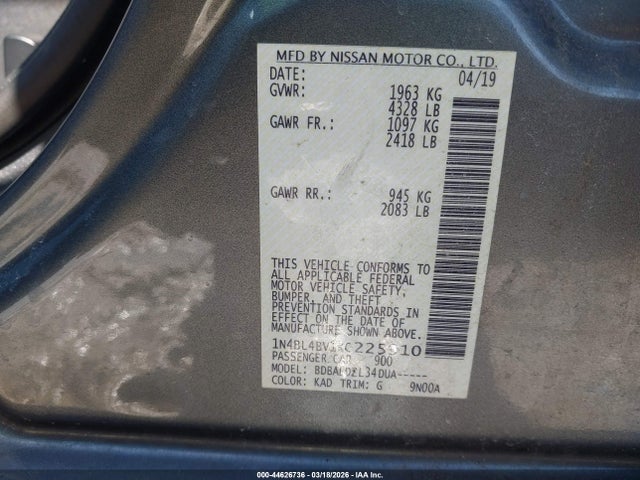 MFD BY NISSAN MOTOR CO., LTD.
DATE: 04/19
GVWR: 1963 KG
4328 LB
GAWR FR.: 1097 KG
2418 LB
GAWR RR.: 945 KG
2083 LB
THIS VEHICLE CONFORMS TO
ALL APPLICABLE FEDERAL
MOTOR VEHICLE SAFETY,
BUMPER, AND THEFT
PREVENTION STANDARDS IN
EFFECT ON THE DATE OF
MANUFACTURE SHOWN ABOVE.
PASSENGER CAR 900
MODEL:
COLOR: KAD TRIM: G 9N00A
000-44626736 - 03/18/2026 - IAA Inc.